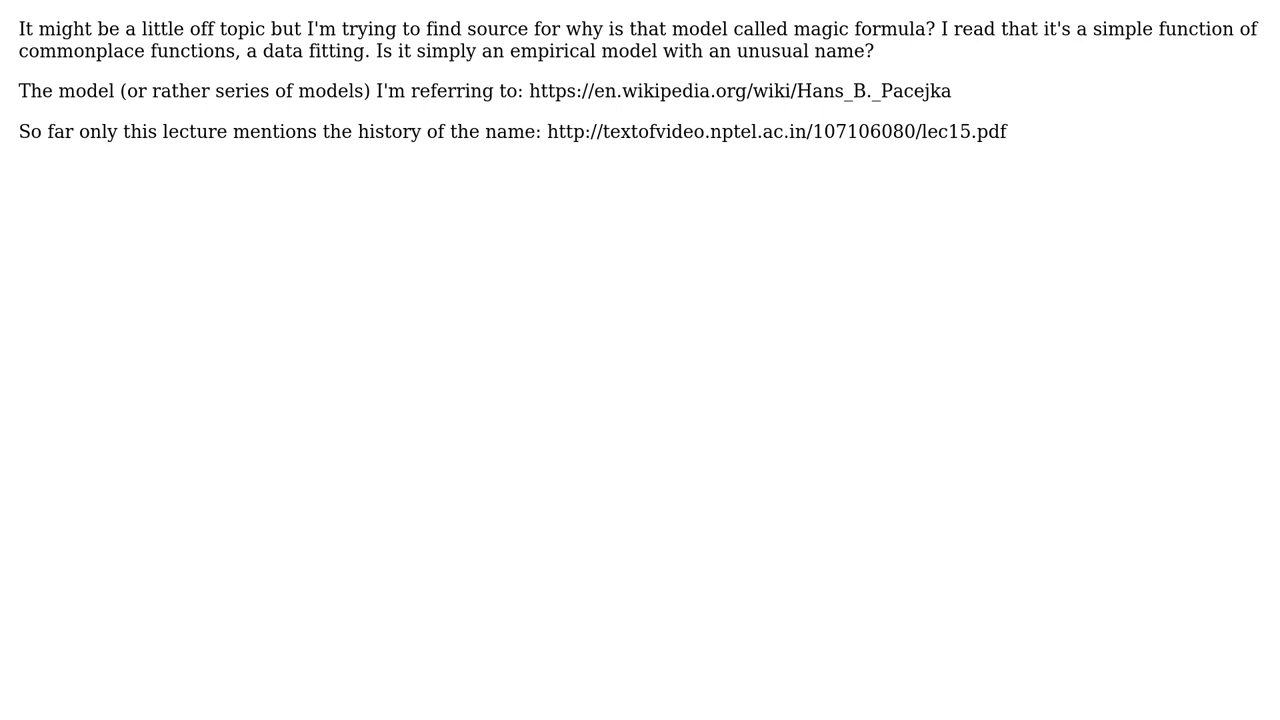 It might be a little off topic but I'm trying to find source for why is that model called magic formula? I read that it's a simple function of
commonplace functions, a data fitting. Is it simply an empirical model with an unusual name?
The model (or rather series of models) I'm referring to: https://en.wikipedia.org/wiki/Hans_B._Pacejka
So far only this lecture mentions the history of the name: http://textofvideo.nptel.ac.in/107106080/lec15.pdf